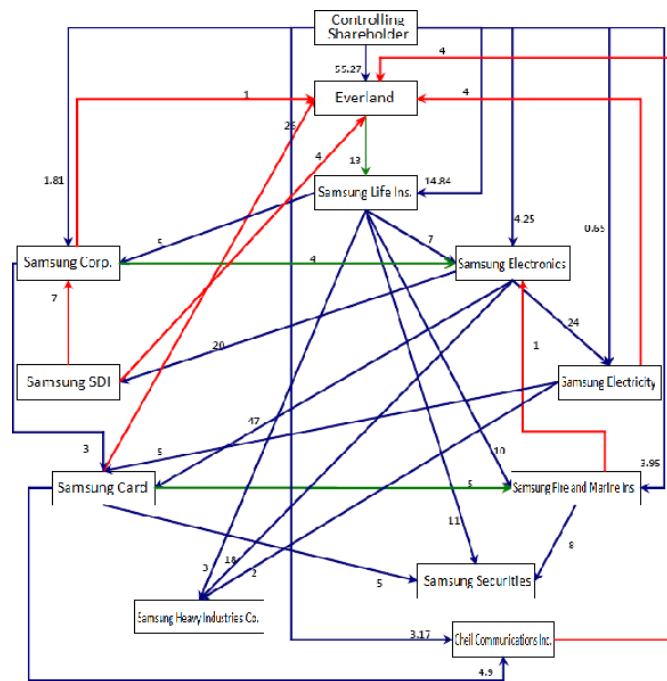 Controlling
Shareholder
4
55.27
Everland
1
4
26
4
13
14.84
1.81
Samsung Life Ins.
5
7
4.25
0.65
Samsung Corp.
4
Samsung Electronics
7
24
20
1
Samsung SDI
Samsung Electricity
47
3
5
10
3.95
Samsung Card
5
Samsung Fire and Marine Ins
11
8
3
18
2
5
Samsung Securities
Samsung Heavy Industries Co.
3.17
Cheil Communications Inc.
4.9